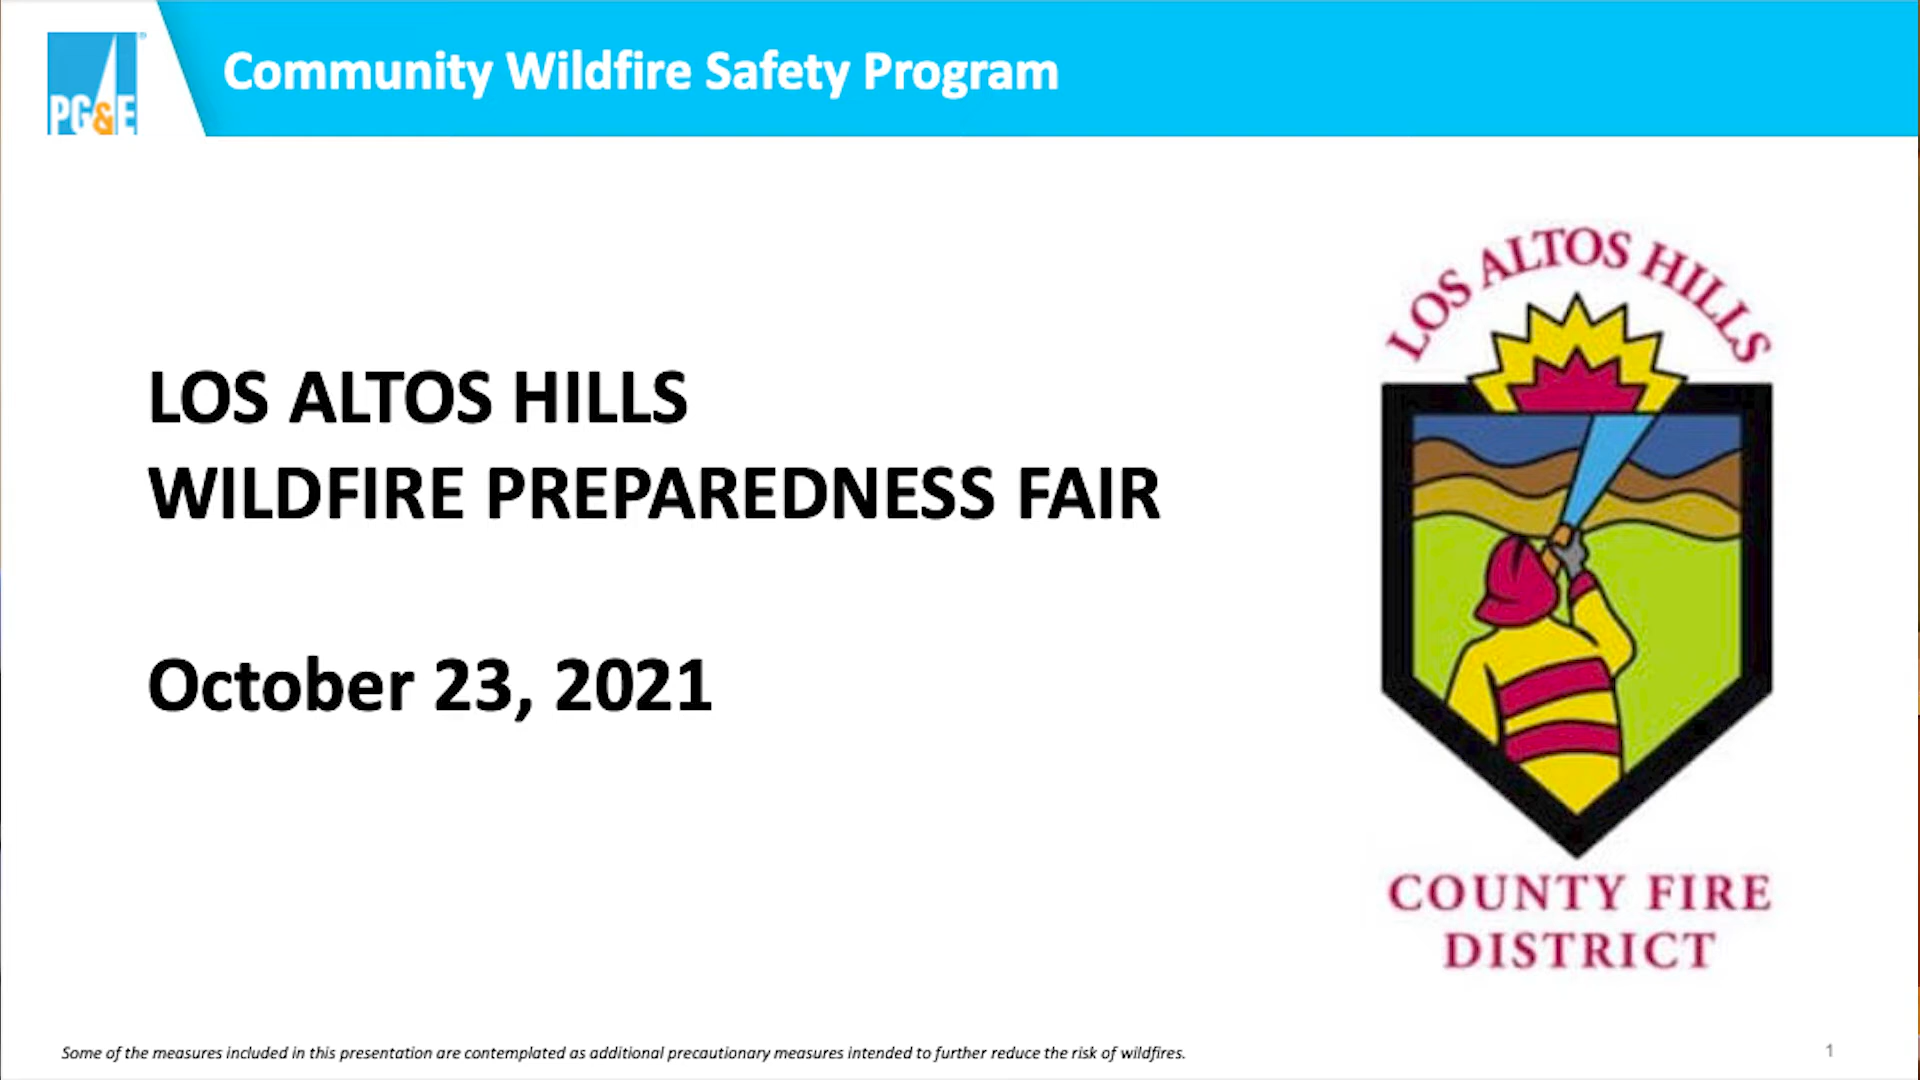 PG&E
Community Wildfire Safety Program
LOS ALTOS HILLS
WILDFIRE PREPAREDNESS FAIR
October 23, 2021
LOS ALTOS HILLS
COUNTY FIRE
DISTRICT
Some of the measures included in this presentation are contemplated as additional precautionary measures intended to further reduce the risk of wildfires.
1